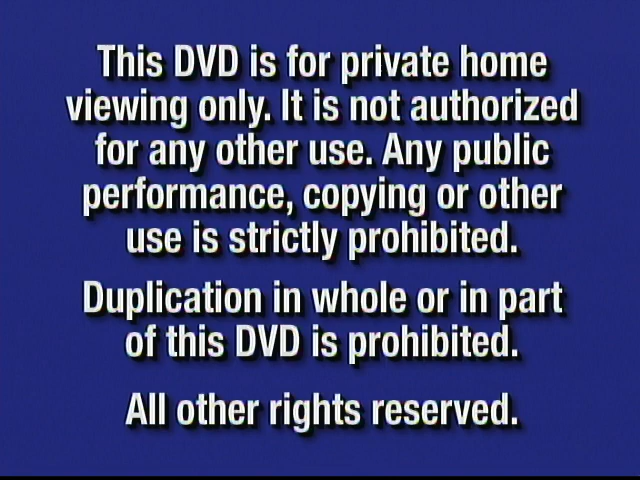 This DVD is for private home
viewing only. It is not authorized
for any other use. Any public
performance, copying or other
use is strictly prohibited.
Duplication in whole or in part
of this DVD is prohibited.
All other rights reserved.